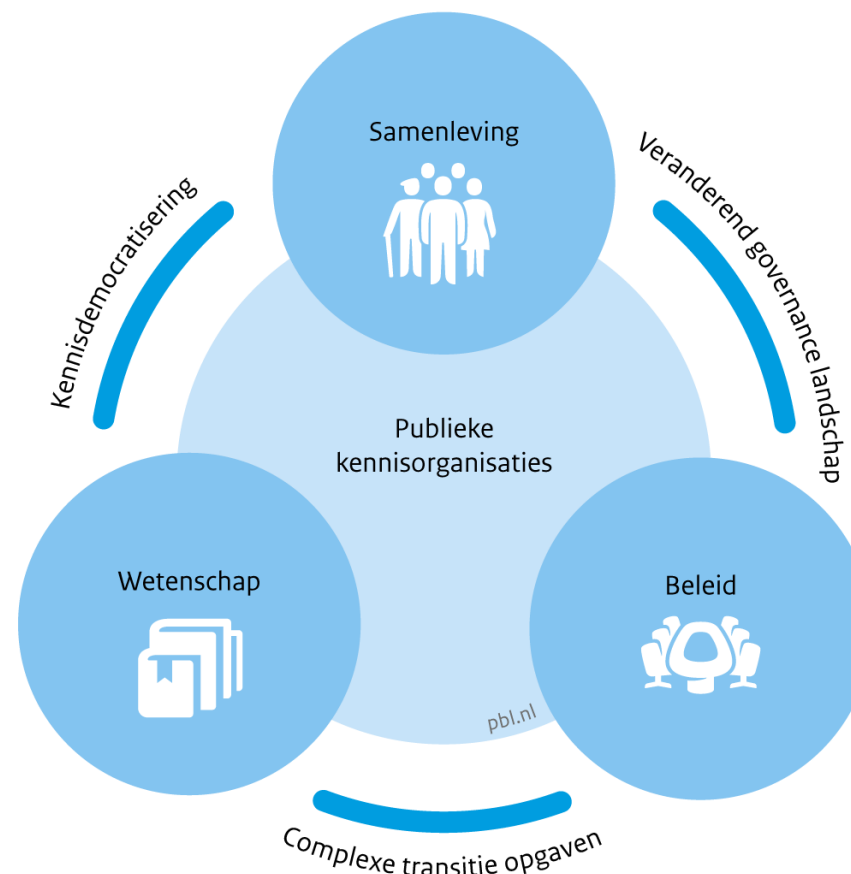 Samenleving
Kennisdemocratisering
Veranderend governance landschap
Publieke
kennisorganisaties
Wetenschap
Beleid
pbl.nl
Complexe transitie opgaven